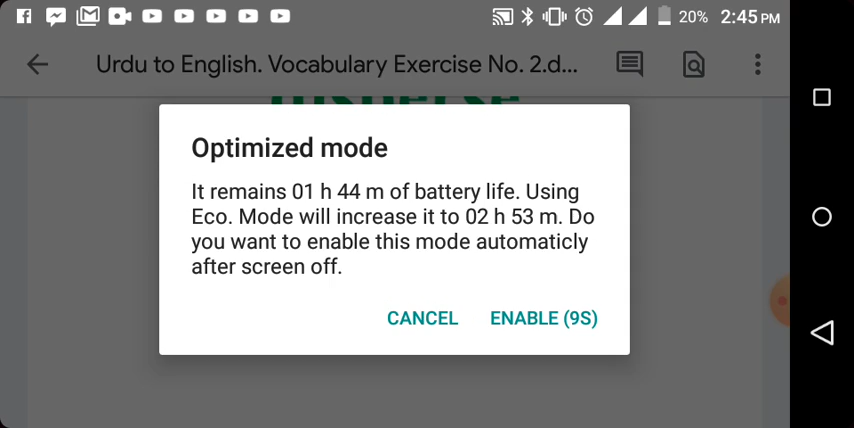 20% 2:45 PM
Urdu to English. Vocabulary Exercise No. 2.d...
Optimized mode
It remains 01 h 44 m of battery life. Using
Eco. Mode will increase it to 02 h 53 m. Do
you want to enable this mode automaticly
after screen off.
CANCEL ENABLE (9S)